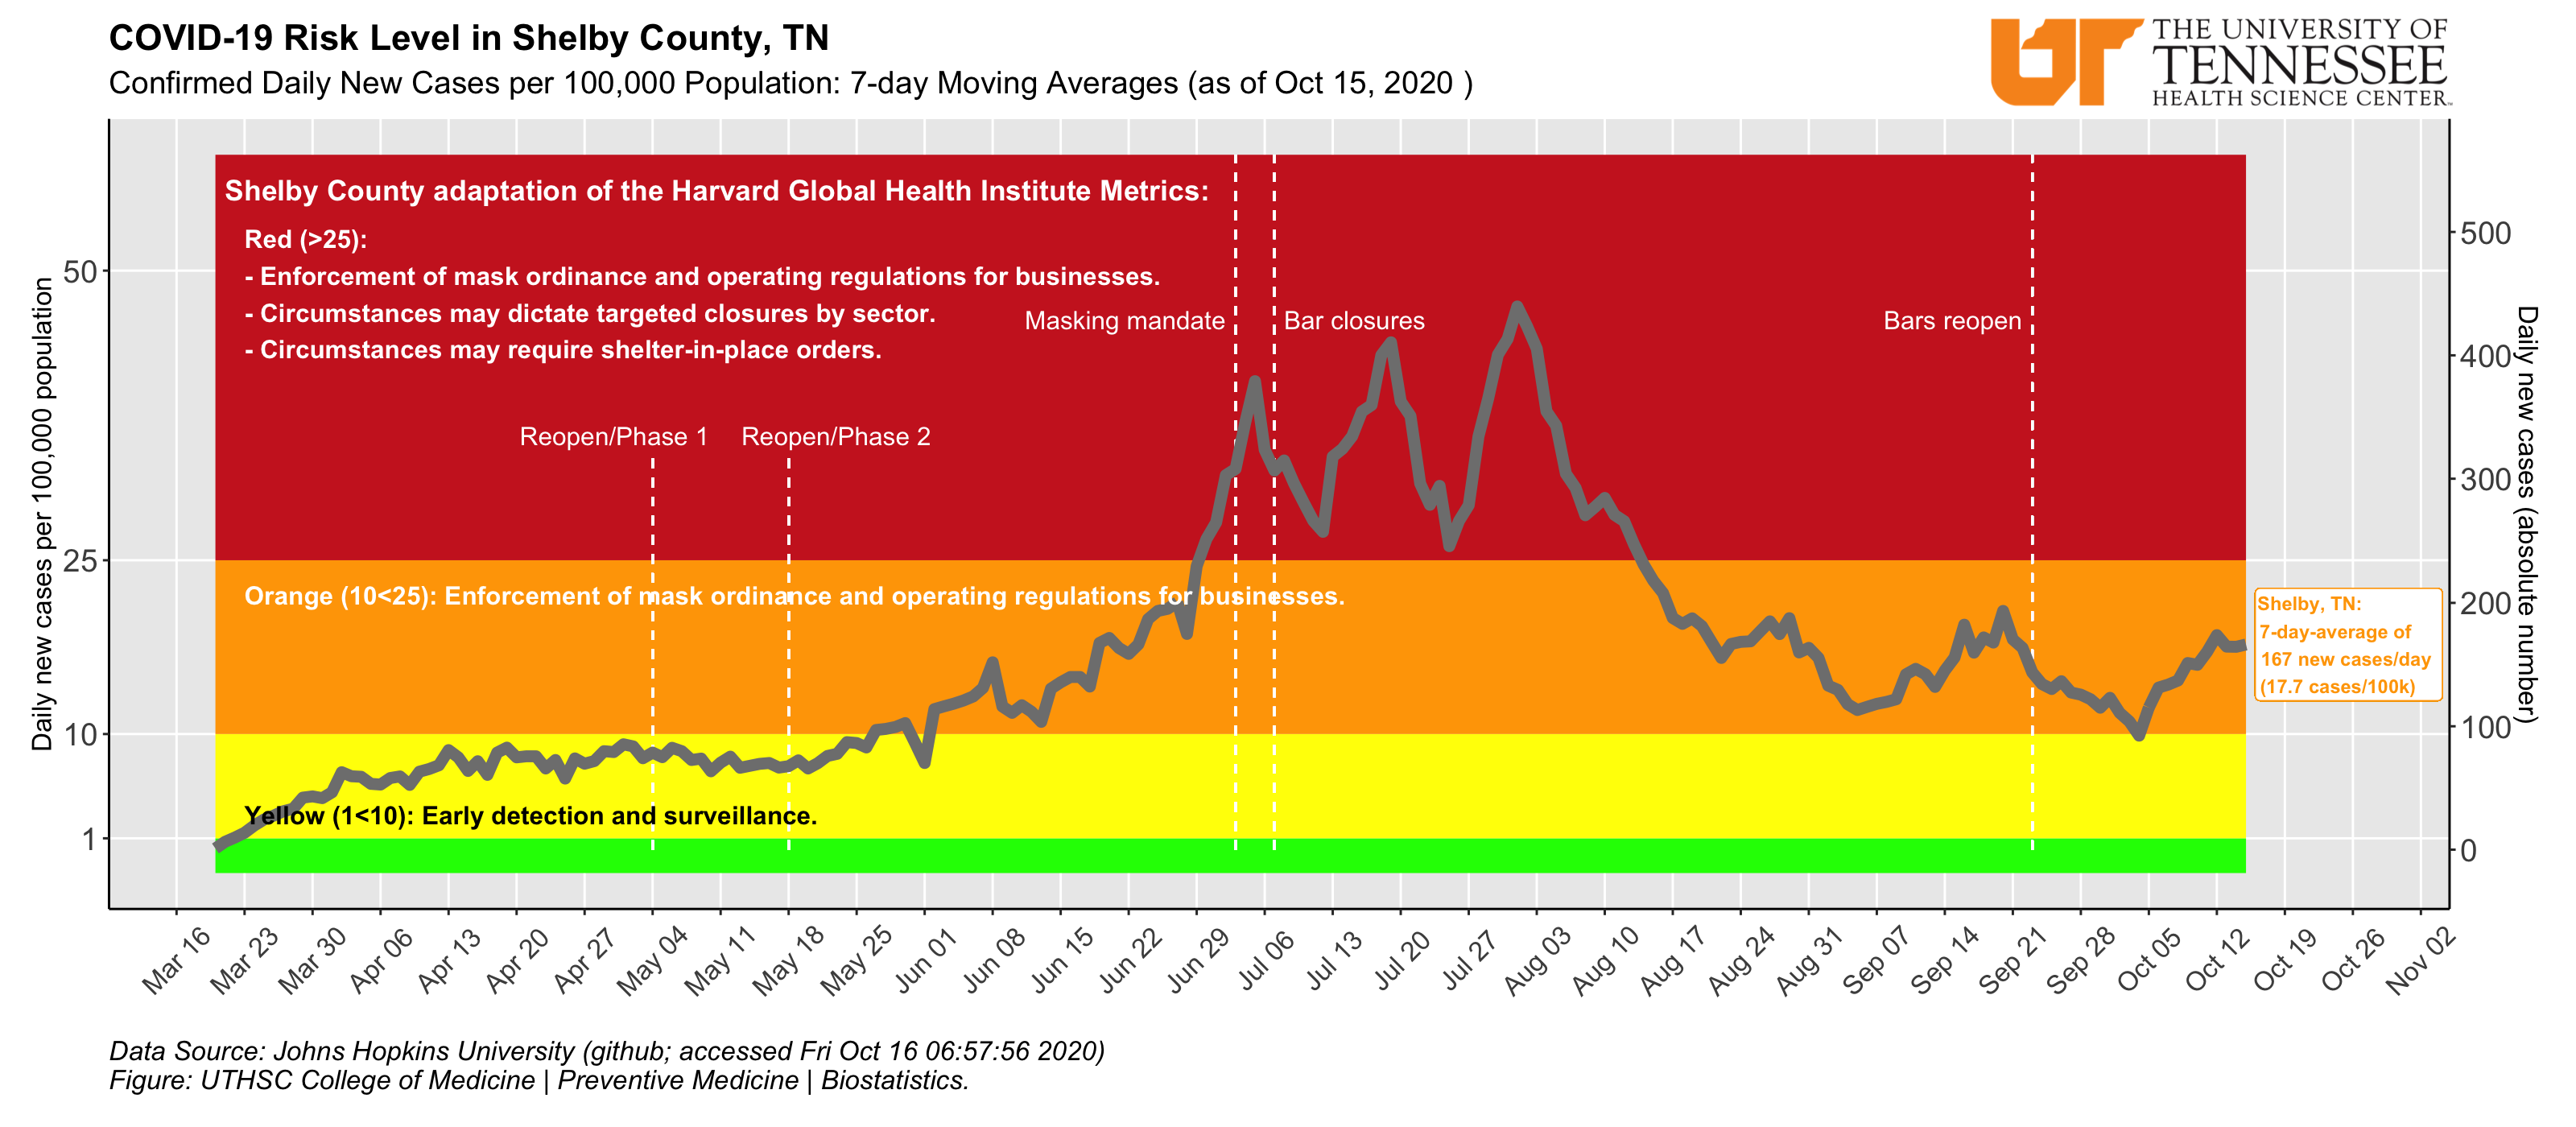 COVID-19 Risk Level in Shelby County, TN
Confirmed Daily New Cases per 100,000 Population: 7-day Moving Averages (as of Oct 15, 2020 )
UT
THE UNIVERSITY OF
TENNESSEE
HEALTH SCIENCE CENTER™
Shelby County adaptation of the Harvard Global Health Institute Metrics:
Red (>25):
- Enforcement of mask ordinance and operating regulations for businesses.
- Circumstances may dictate targeted closures by sector.
- Circumstances may require shelter-in-place orders.
Masking mandate
Bar closures
Bars reopen
Reopen/Phase 1
Reopen/Phase 2
Orange (10<25): Enforcement of mask ordinance and operating regulations for businesses.
Yellow (1<10): Early detection and surveillance.
Shelby, TN:
7-day-average of
167 new cases/day
(17.7 cases/100k)
Daily new cases per 100,000 population
50
25
10
1
Daily new cases (absolute number)
500
400
300
200
100
0
Mar 16
Mar 23
Mar 30
Apr 06
Apr 13
Apr 20
Apr 27
May 04
May 11
May 18
May 25
Jun 01
Jun 08
Jun 15
Jun 22
Jun 29
Jul 06
Jul 13
Jul 20
Jul 27
Aug 03
Aug 10
Aug 17
Aug 24
Aug 31
Sep 07
Sep 14
Sep 21
Sep 28
Oct 05
Oct 12
Oct 19
Oct 26
Nov 02
Data Source: Johns Hopkins University (github; accessed Fri Oct 16 06:57:56 2020)
Figure: UTHSC College of Medicine | Preventive Medicine | Biostatistics.